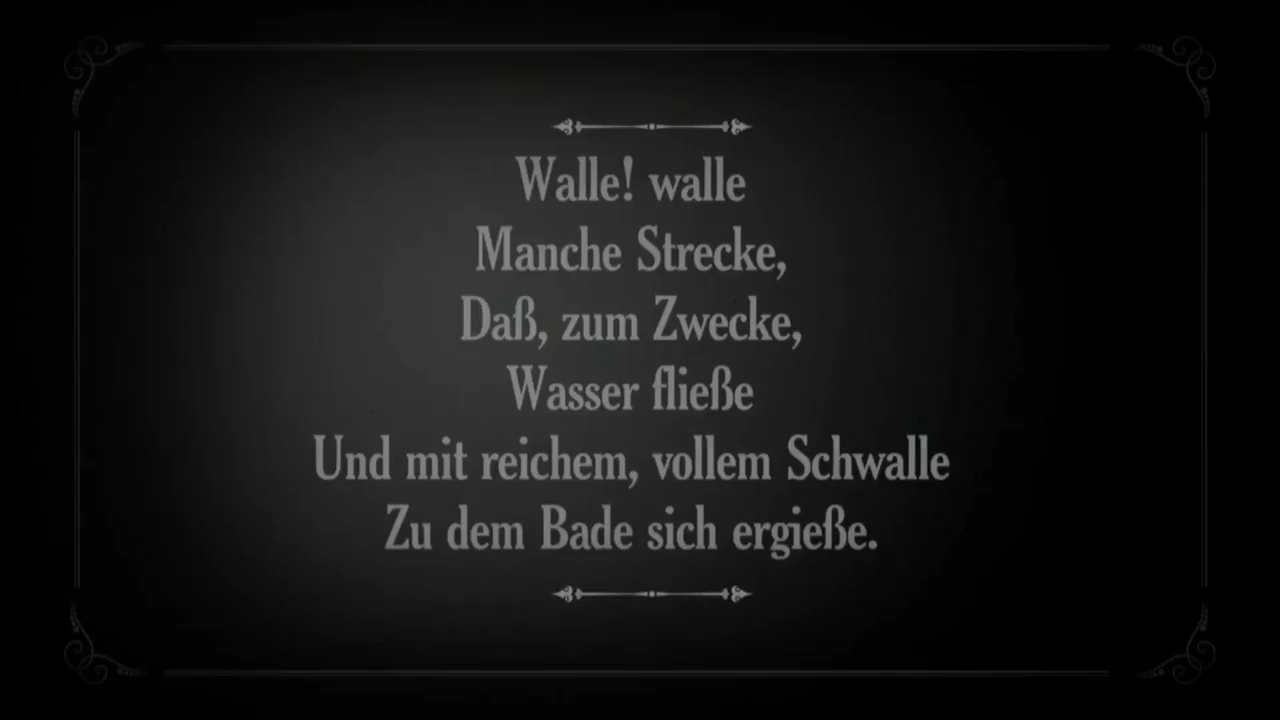 Walle! walle
Manche Strecke,
Daß, zum Zwecke,
Wasser fließe
Und mit reichem, vollem Schwalle
Zu dem Bade sich ergieße.